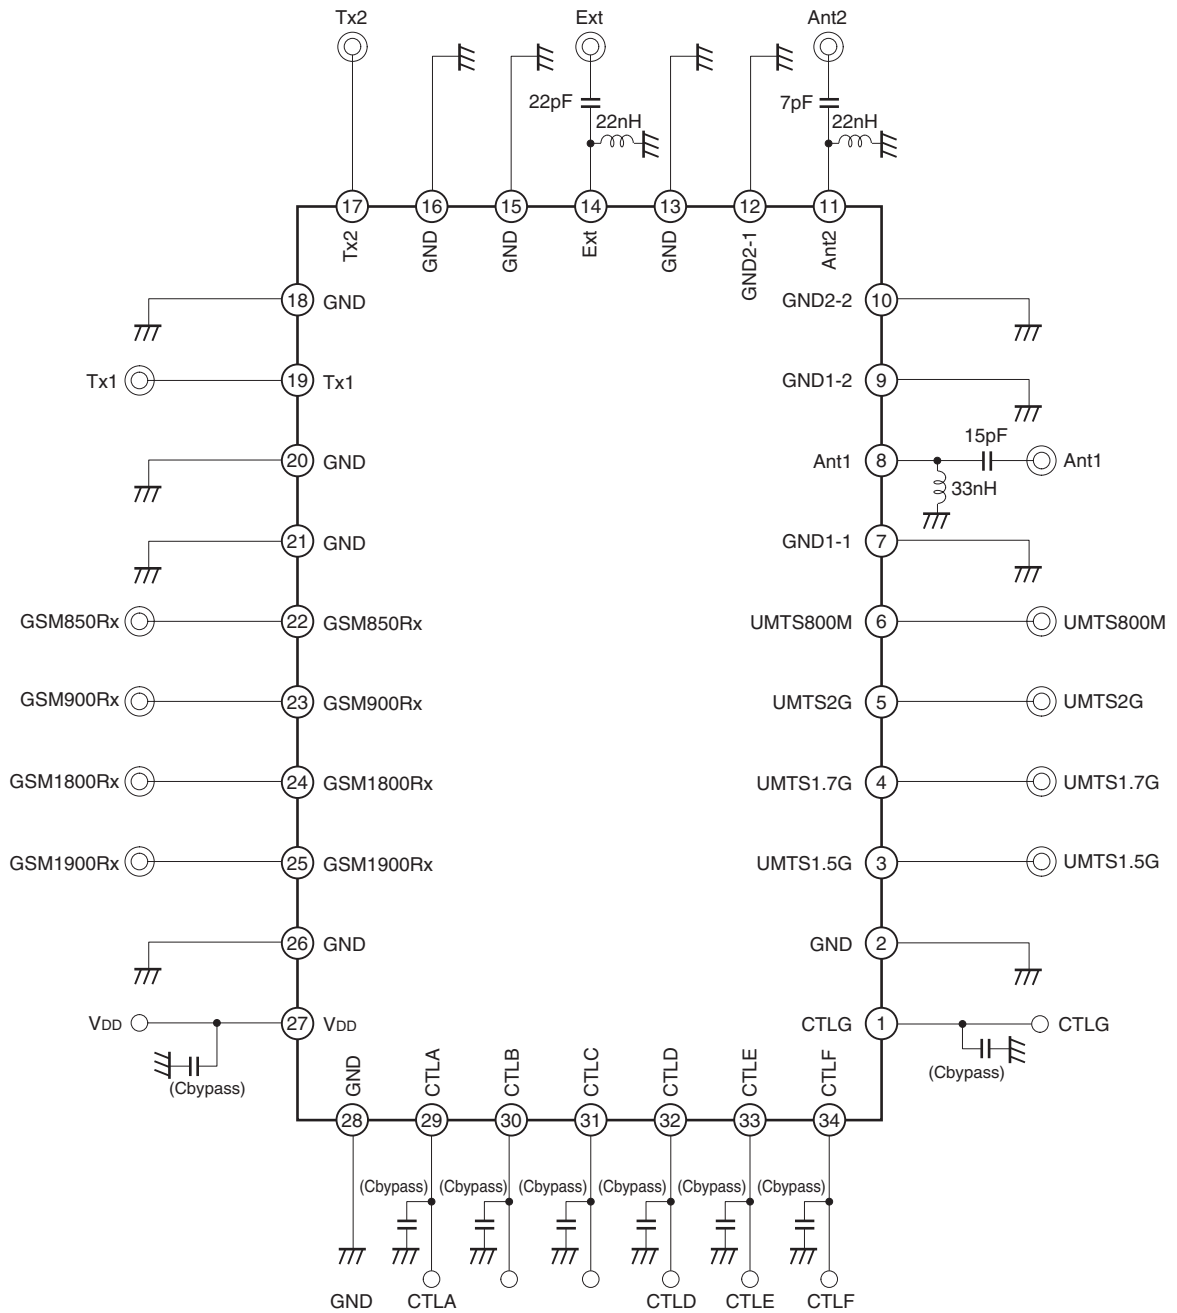 Tx2 Ext Ant2
22pF 7pF
22nH 22nH
17 16 15 14 13 12 11
Tx2 GND GND Ext GND GND2-1 Ant2
18 GND GND2-2 10
Tx1 19 Tx1 GND1-2 9
15pF
20 GND Ant1 8 Ant1
33nH
21 GND GND1-1 7
GSM850Rx 22 GSM850Rx UMTS800M 6 UMTS800M
GSM900Rx 23 GSM900Rx UMTS2G 5 UMTS2G
GSM1800Rx 24 GSM1800Rx UMTS1.7G 4 UMTS1.7G
GSM1900Rx 25 GSM1900Rx UMTS1.5G 3 UMTS1.5G
26 GND GND 2
VDD 27 VDD CTLG 1 CTLG
(Cbypass) (Cbypass)
GND CTLA CTLB CTLC CTLD CTLE CTLF
28 29 30 31 32 33 34
(Cbypass) (Cbypass) (Cbypass) (Cbypass) (Cbypass) (Cbypass)
GND CTLA CTLD CTLE CTLF